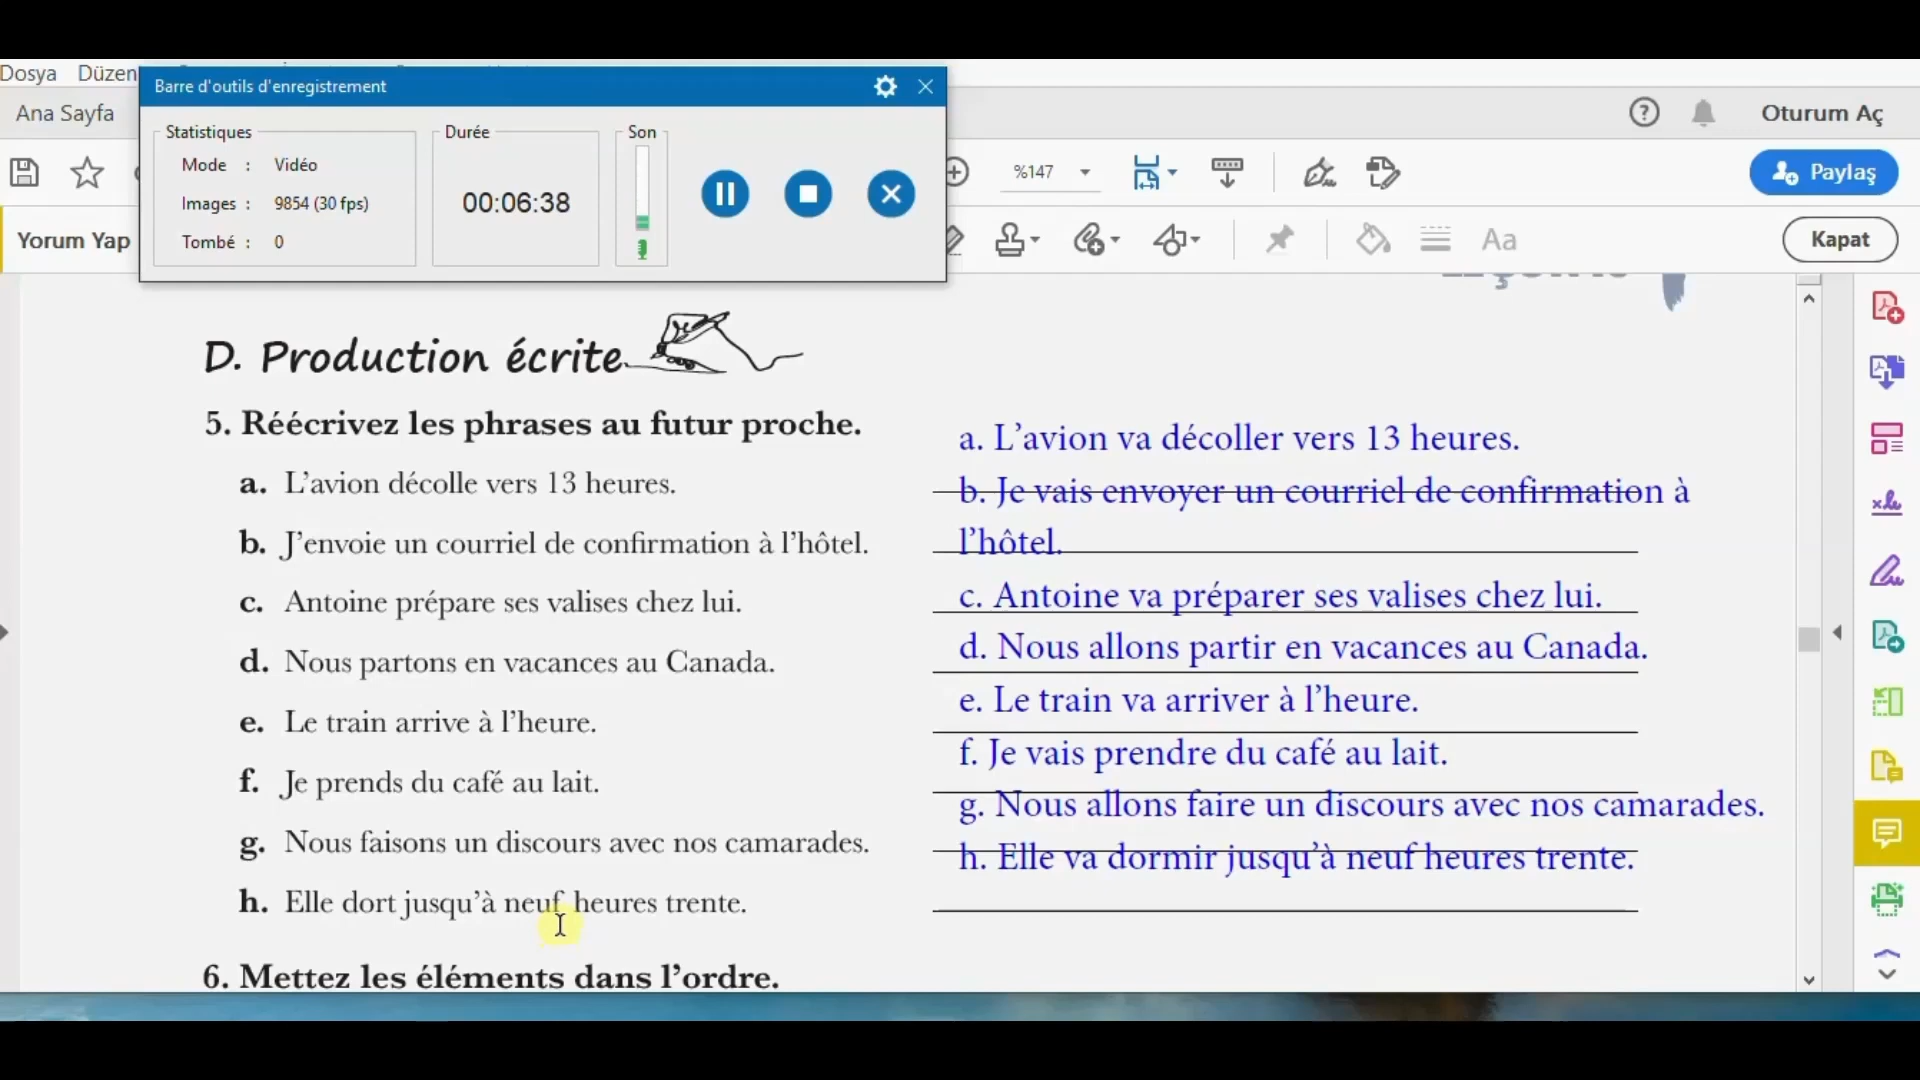 Dosya Düzen
Barre d'outils d'enregistrement
Ana Sayfa
Oturum Aç
Statistiques
Durée
Son
Mode : Vidéo
Images : 9854 (30 fps)
Tombé : 0
00:06:38
%147
Paylaş
Yorum Yap
Aa
Kapat
D. Production écrite
5. Réécrivez les phrases au futur proche.
a. L'avion décolle vers 13 heures.
b. J'envoie un courriel de confirmation à l'hôtel.
c. Antoine prépare ses valises chez lui.
d. Nous partons en vacances au Canada.
e. Le train arrive à l'heure.
f. Je prends du café au lait.
g. Nous faisons un discours avec nos camarades.
h. Elle dort jusqu'à neuf heures trente.
a. L'avion va décoller vers 13 heures.
b. Je vais envoyer un courriel de confirmation à
l'hôtel.
c. Antoine va préparer ses valises chez lui.
d. Nous allons partir en vacances au Canada.
e. Le train va arriver à l'heure.
f. Je vais prendre du café au lait.
g. Nous allons faire un discours avec nos camarades.
h. Elle va dormir jusqu'à neuf heures trente.
6. Mettez les éléments dans l'ordre.